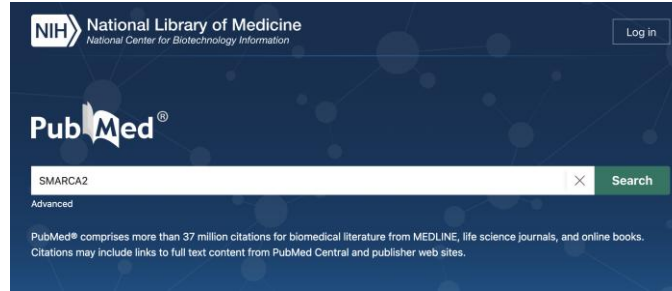 NIH National Library of Medicine
National Center for Biotechnology Information
Log in
PubMed®
SMARCA2
Search
Advanced
PubMed® comprises more than 37 million citations for biomedical literature from MEDLINE, life science journals, and online books.
Citations may include links to full text content from PubMed Central and publisher web sites.